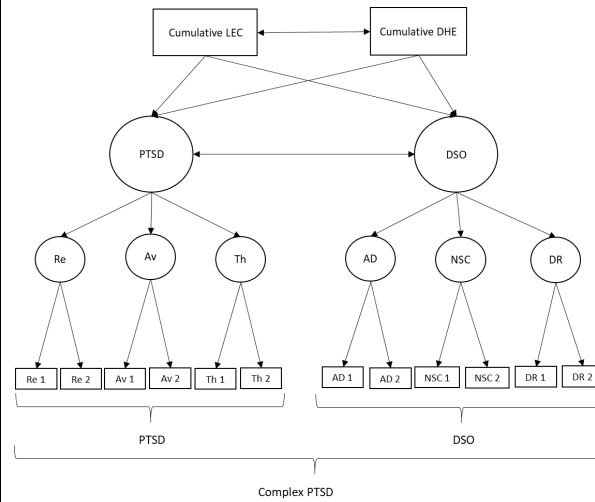 Cumulative LEC
Cumulative DHE
PTSD
DSO
Re
Av
Th
AD
NSC
DR
Re 1
Re 2
Av 1
Av 2
Th 1
Th 2
AD 1
AD 2
NSC 1
NSC 2
DR 1
DR 2
PTSD
DSO
Complex PTSD